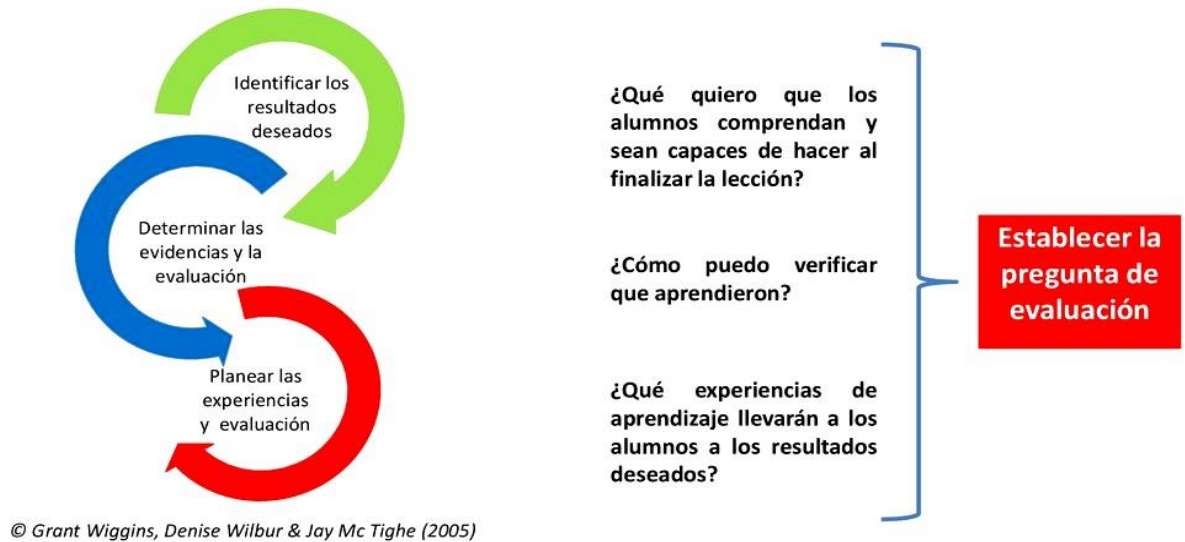 Identificar los
resultados
deseados
Determinar las
evidencias y la
evaluación
Planear las
experiencias
y evaluación
© Grant Wiggins, Denise Wilbur & Jay Mc Tighe (2005)
¿Qué quiero que los
alumnos comprendan y
sean capaces de hacer al
finalizar la lección?
¿Cómo puedo verificar
que aprendieron?
¿Qué experiencias de
aprendizaje llevarán a los
alumnos a los resultados
deseados?
Establecer la
pregunta de
evaluación